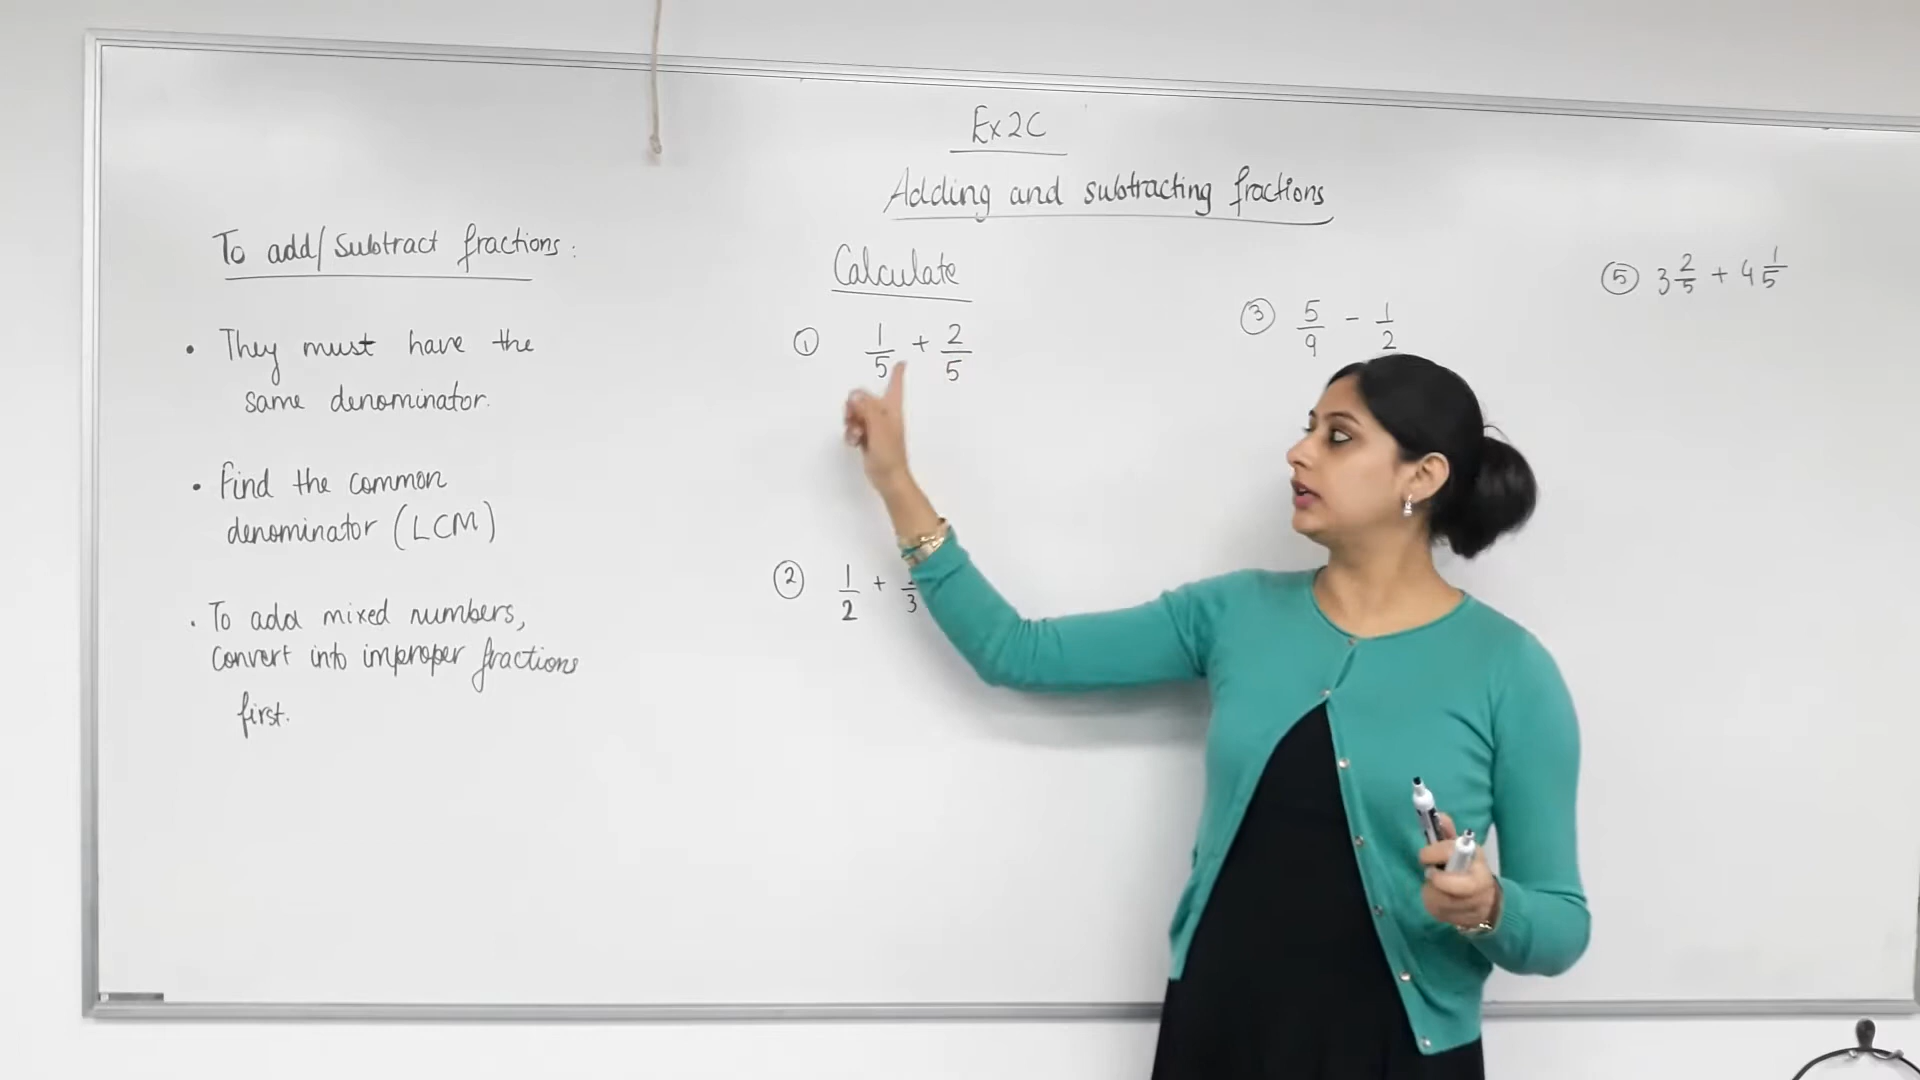 Ex2C
Adding and subtracting fractions
To add/subtract fractions:
• They must have the
same denominator.
• Find the common
denominator (LCM)
• To add mixed numbers,
convert into improper fractions
first.
Calculate
① 1/5 + 2/5
② 1/2 + /3
③ 5/9 - 1/2
⑤ 3 2/5 + 4 1/5